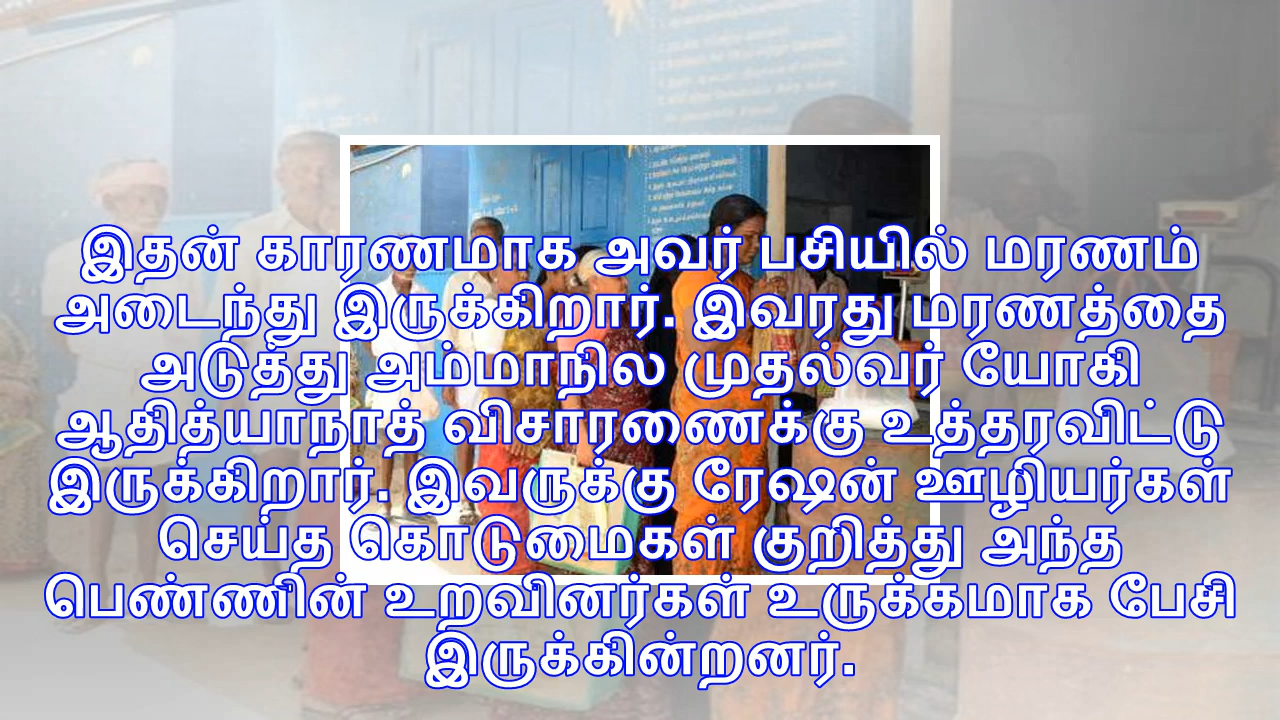 இதன் காரணமாக அவர் பசியில் மரணம்
அடைந்து இருக்கிறார். இவரது மரணத்தை
அடுத்து அம்மாநில முதல்வர் யோகி
ஆதித்யாநாத் விசாரணைக்கு உத்தரவிட்டு
இருக்கிறார். இவருக்கு ரேஷன் ஊழியர்கள்
செய்த கொடுமைகள் குறித்து அந்த
பெண்ணின் உறவினர்கள் உருக்கமாக பேசி
இருக்கின்றனர்.